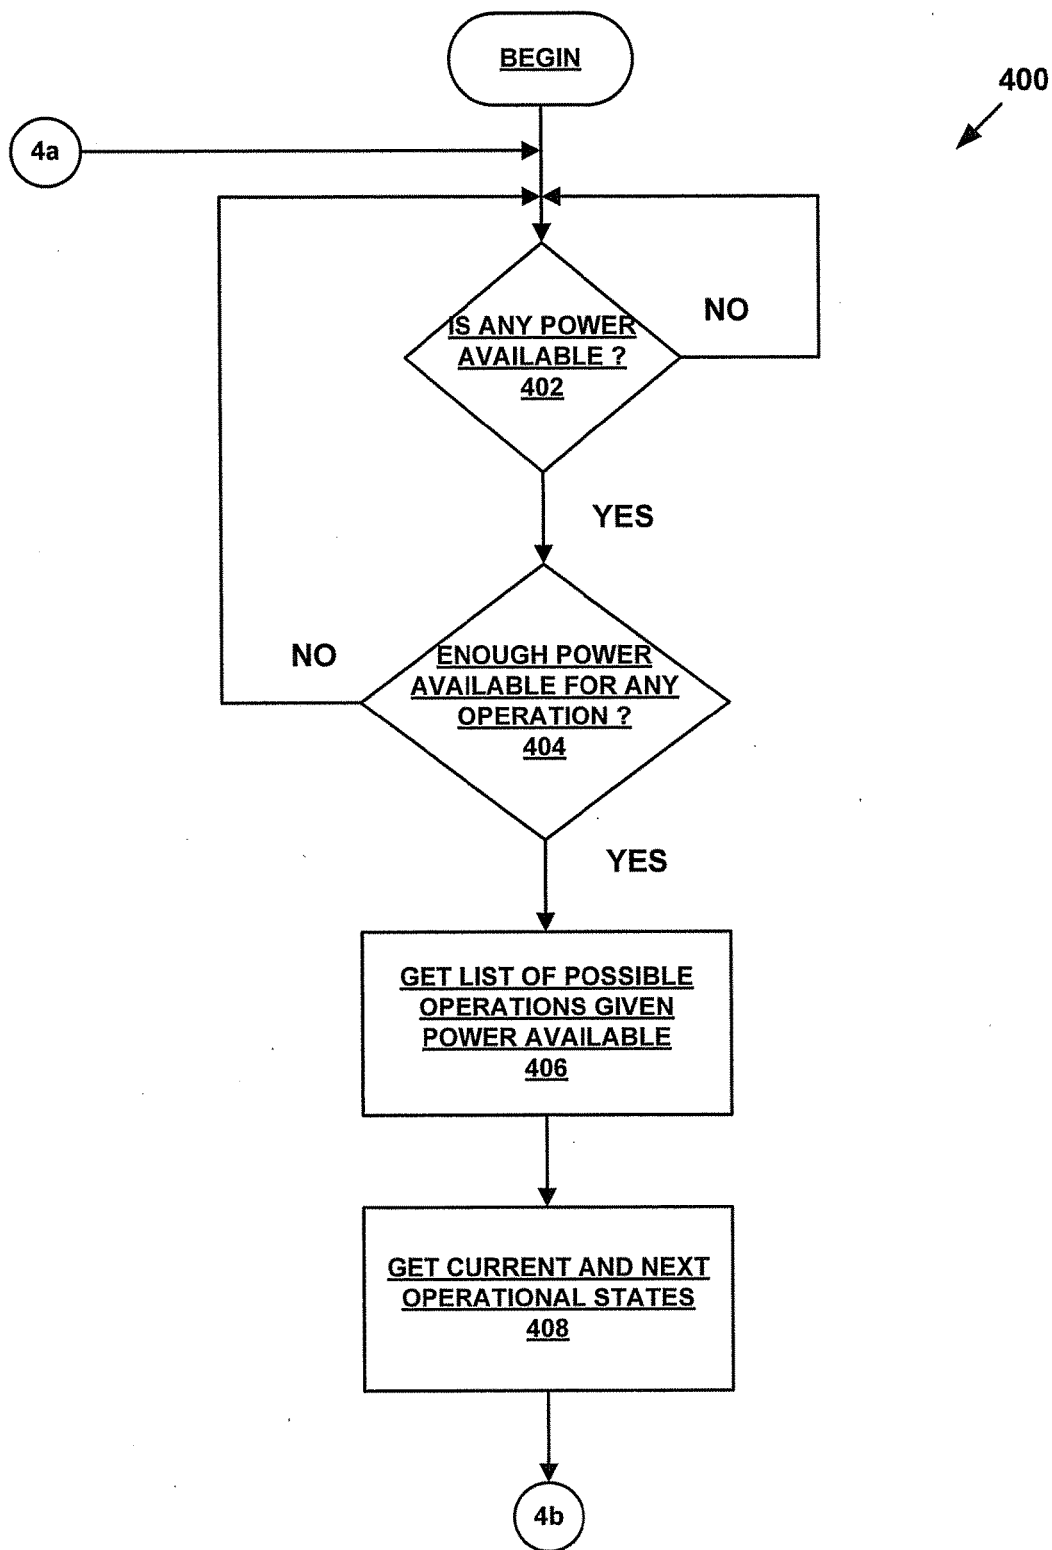 BEGIN
400
4a
NO
IS ANY POWER
AVAILABLE ?
402
YES
NO
ENOUGH POWER
AVAILABLE FOR ANY
OPERATION ?
404
YES
GET LIST OF POSSIBLE
OPERATIONS GIVEN
POWER AVAILABLE
406
GET CURRENT AND NEXT
OPERATIONAL STATES
408
4b